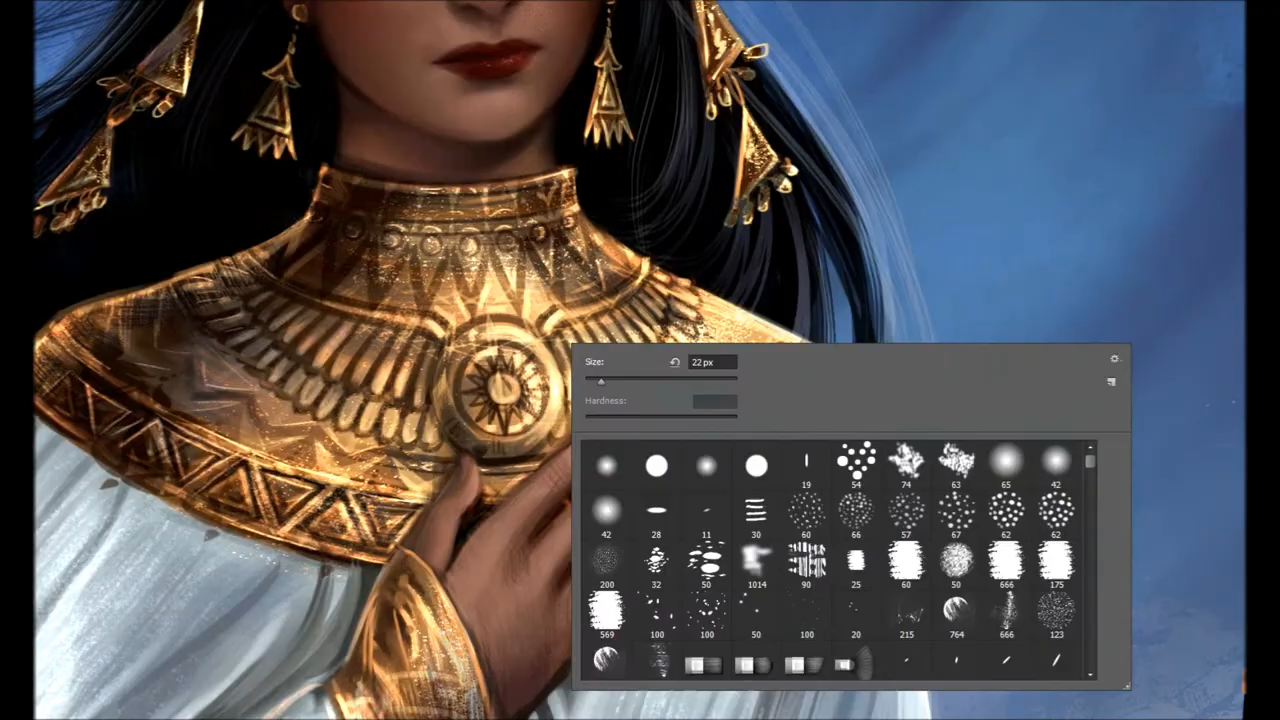 Size: 22 px
Hardness:
19 54 74 63 65 42
42 28 11 30 60 66 57 67 62 62
200 32 50 1014 90 25 60 50 666 175
569 100 100 50 100 20 215 764 666 123